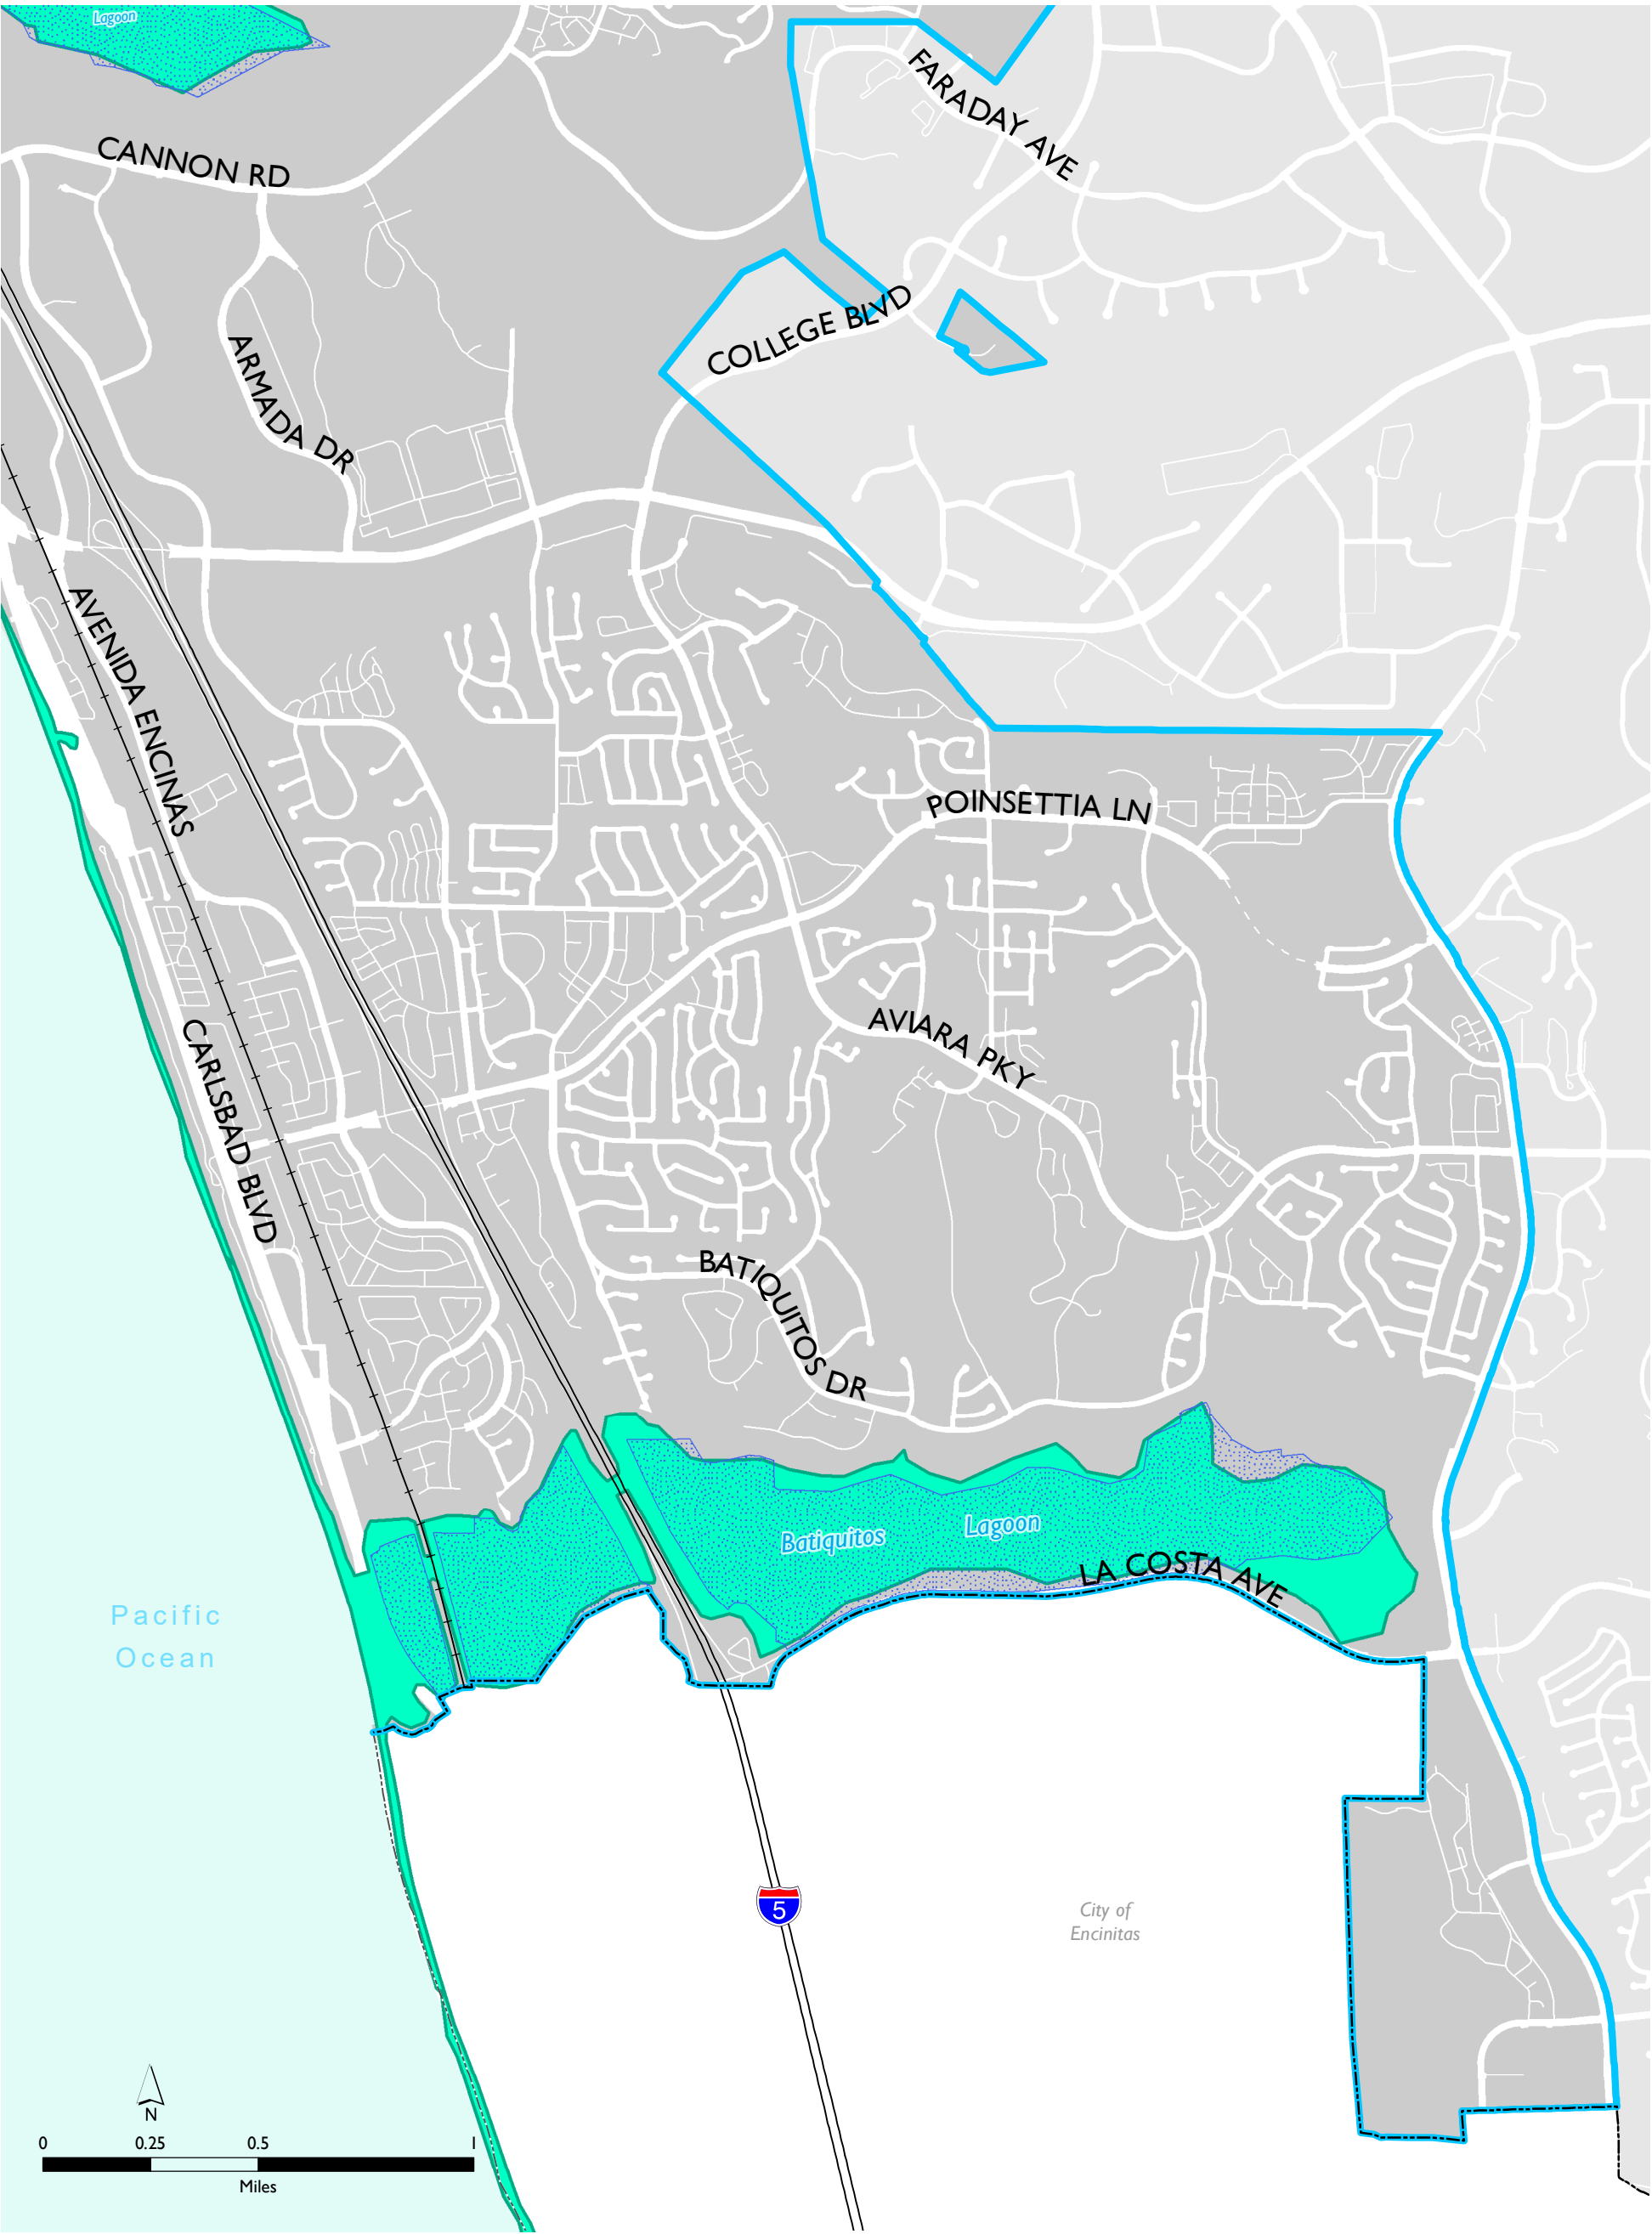 Lagoon
FARADAY AVE
CANNON RD
COLLEGE BLVD
ARMADA DR
AVENIDA ENCINAS
POINSETTIA LN
AVIARA PKY
CARLSBAD BLVD
BATIQUITOS DR
Batiquitos Lagoon
LA COSTA AVE
Pacific
Ocean
5
City of
Encinitas
N
0 0.25 0.5 1
Miles